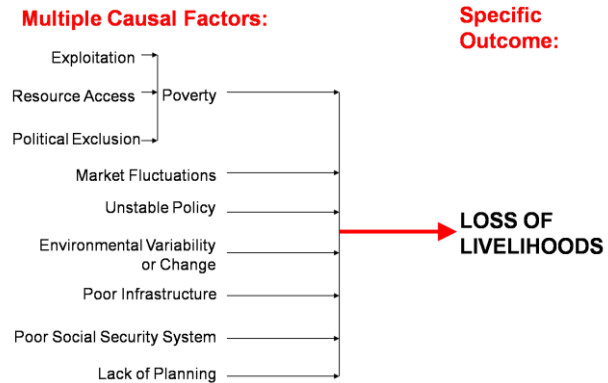 Multiple Causal Factors:
Specific
Outcome:
Exploitation
Resource Access
Poverty
Political Exclusion
Market Fluctuations
Unstable Policy
LOSS OF
LIVELIHOODS
Environmental Variability
or Change
Poor Infrastructure
Poor Social Security System
Lack of Planning